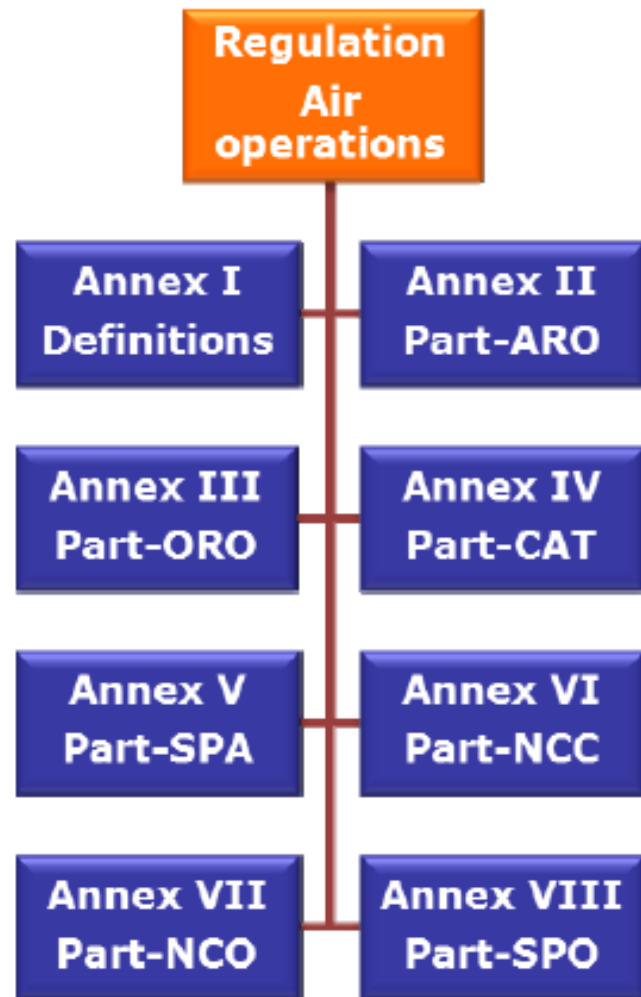 Regulation
Air
operations
Annex I
Definitions
Annex II
Part-ARO
Annex III
Part-ORO
Annex IV
Part-CAT
Annex V
Part-SPA
Annex VI
Part-NCC
Annex VII
Part-NCO
Annex VIII
Part-SPO